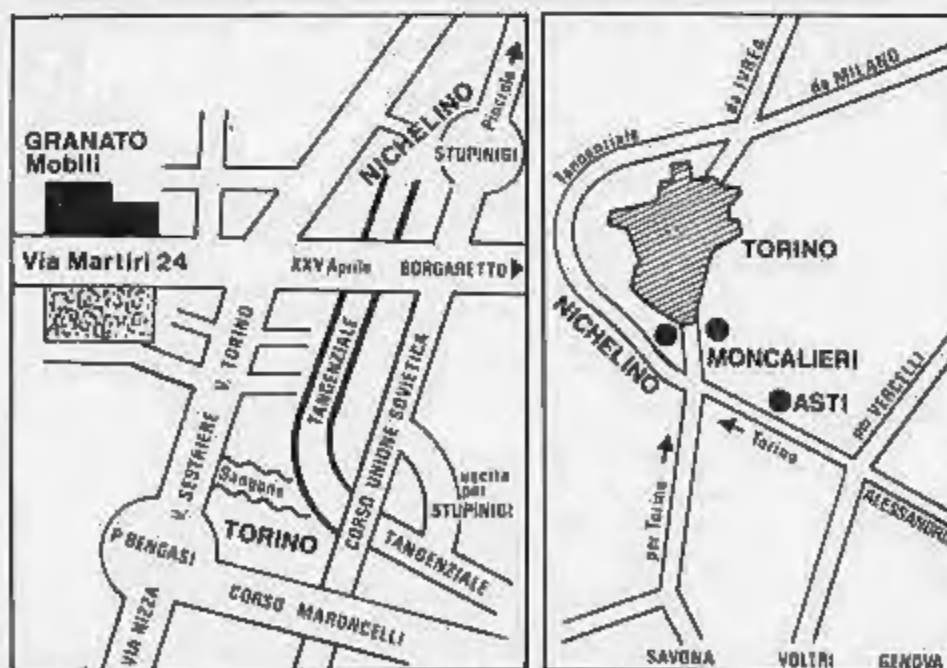 GRANATO
Mobili
Via Martiri 24
NICHELINO
Pinerolo
STUPINIGI
XXV Aprile
BORGARETTO
V. TORINO
TANGENZIALE
CORSO UNIONE SOVIETICA
V. SESTRIERE
Sangone
uscita per
STUPINIGI
TORINO
P. BENGASI
TANGENZIALE
CORSO MARONCELLI
VIA NIZZA
da IVREA
da MILANO
Tangenziale
TORINO
NICHELINO
MONCALIERI
ASTI
per VERCELLI
Torino
per Torino
ALESSANDRIA
SAVONA
VOLTRI
GENOVA